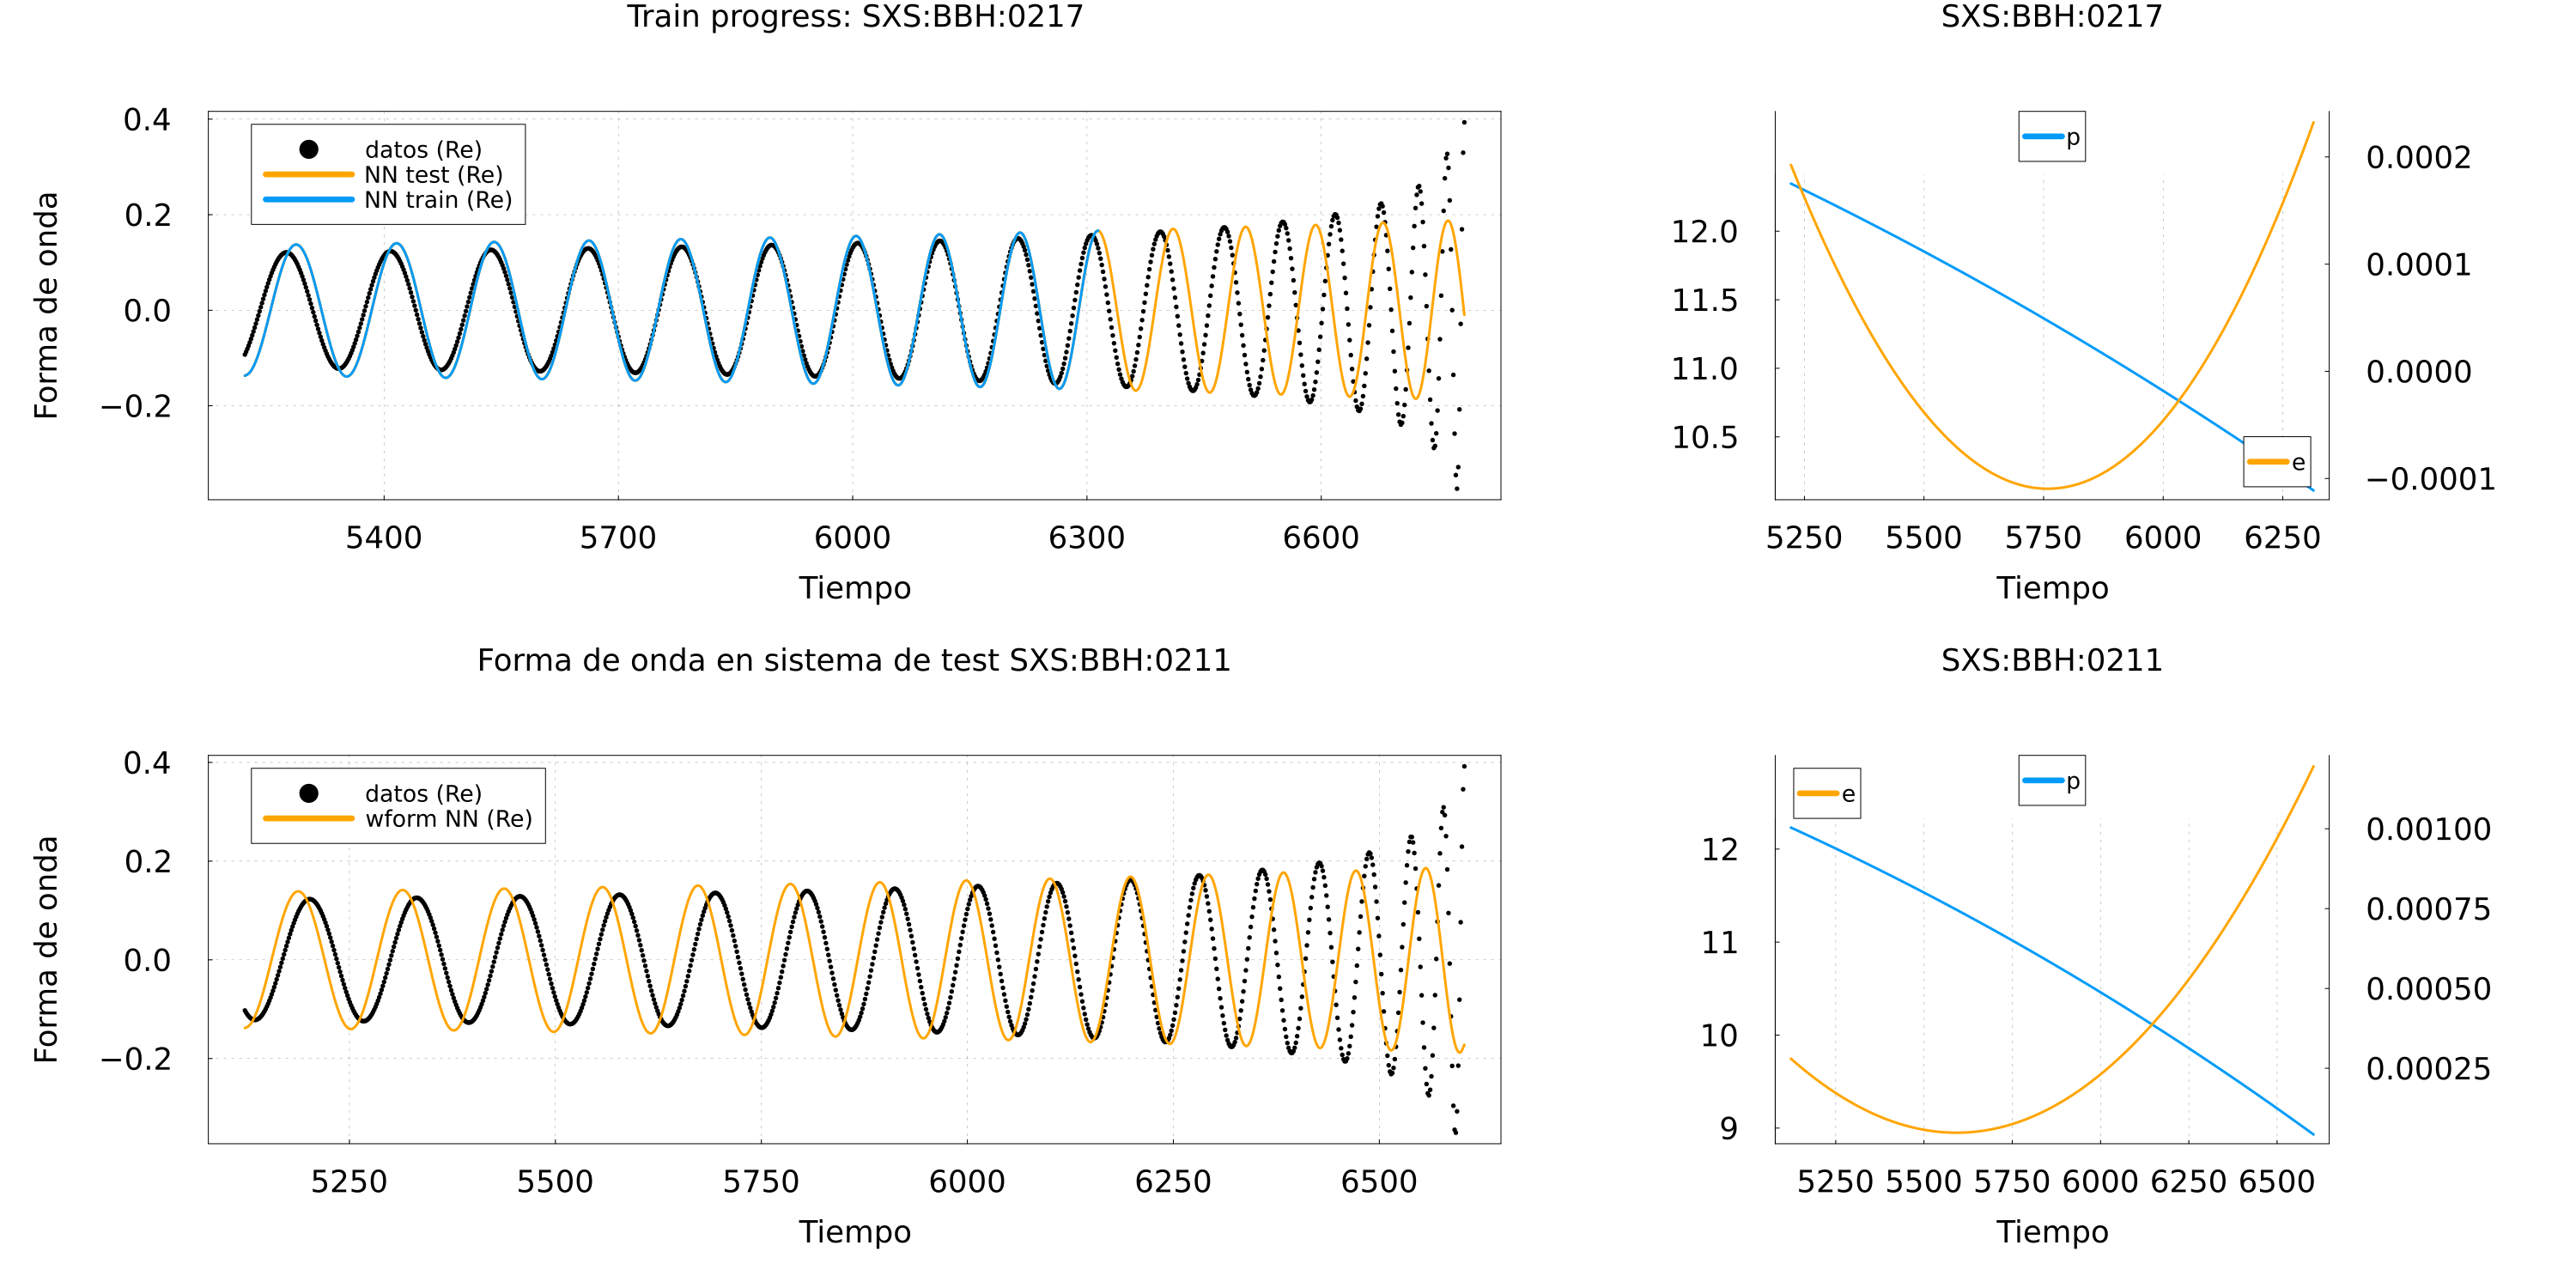 Train progress: SXS:BBH:0217
Forma de onda
0.4
0.2
0.0
−0.2
datos (Re)
NN test (Re)
NN train (Re)
5400 5700 6000 6300 6600
Tiempo
SXS:BBH:0217
12.0
11.5
11.0
10.5
p
e
0.0002
0.0001
0.0000
−0.0001
5250 5500 5750 6000 6250
Tiempo
Forma de onda en sistema de test SXS:BBH:0211
Forma de onda
0.4
0.2
0.0
−0.2
datos (Re)
wform NN (Re)
5250 5500 5750 6000 6250 6500
Tiempo
SXS:BBH:0211
12
11
10
9
e
p
0.00100
0.00075
0.00050
0.00025
5250 5500 5750 6000 6250 6500
Tiempo